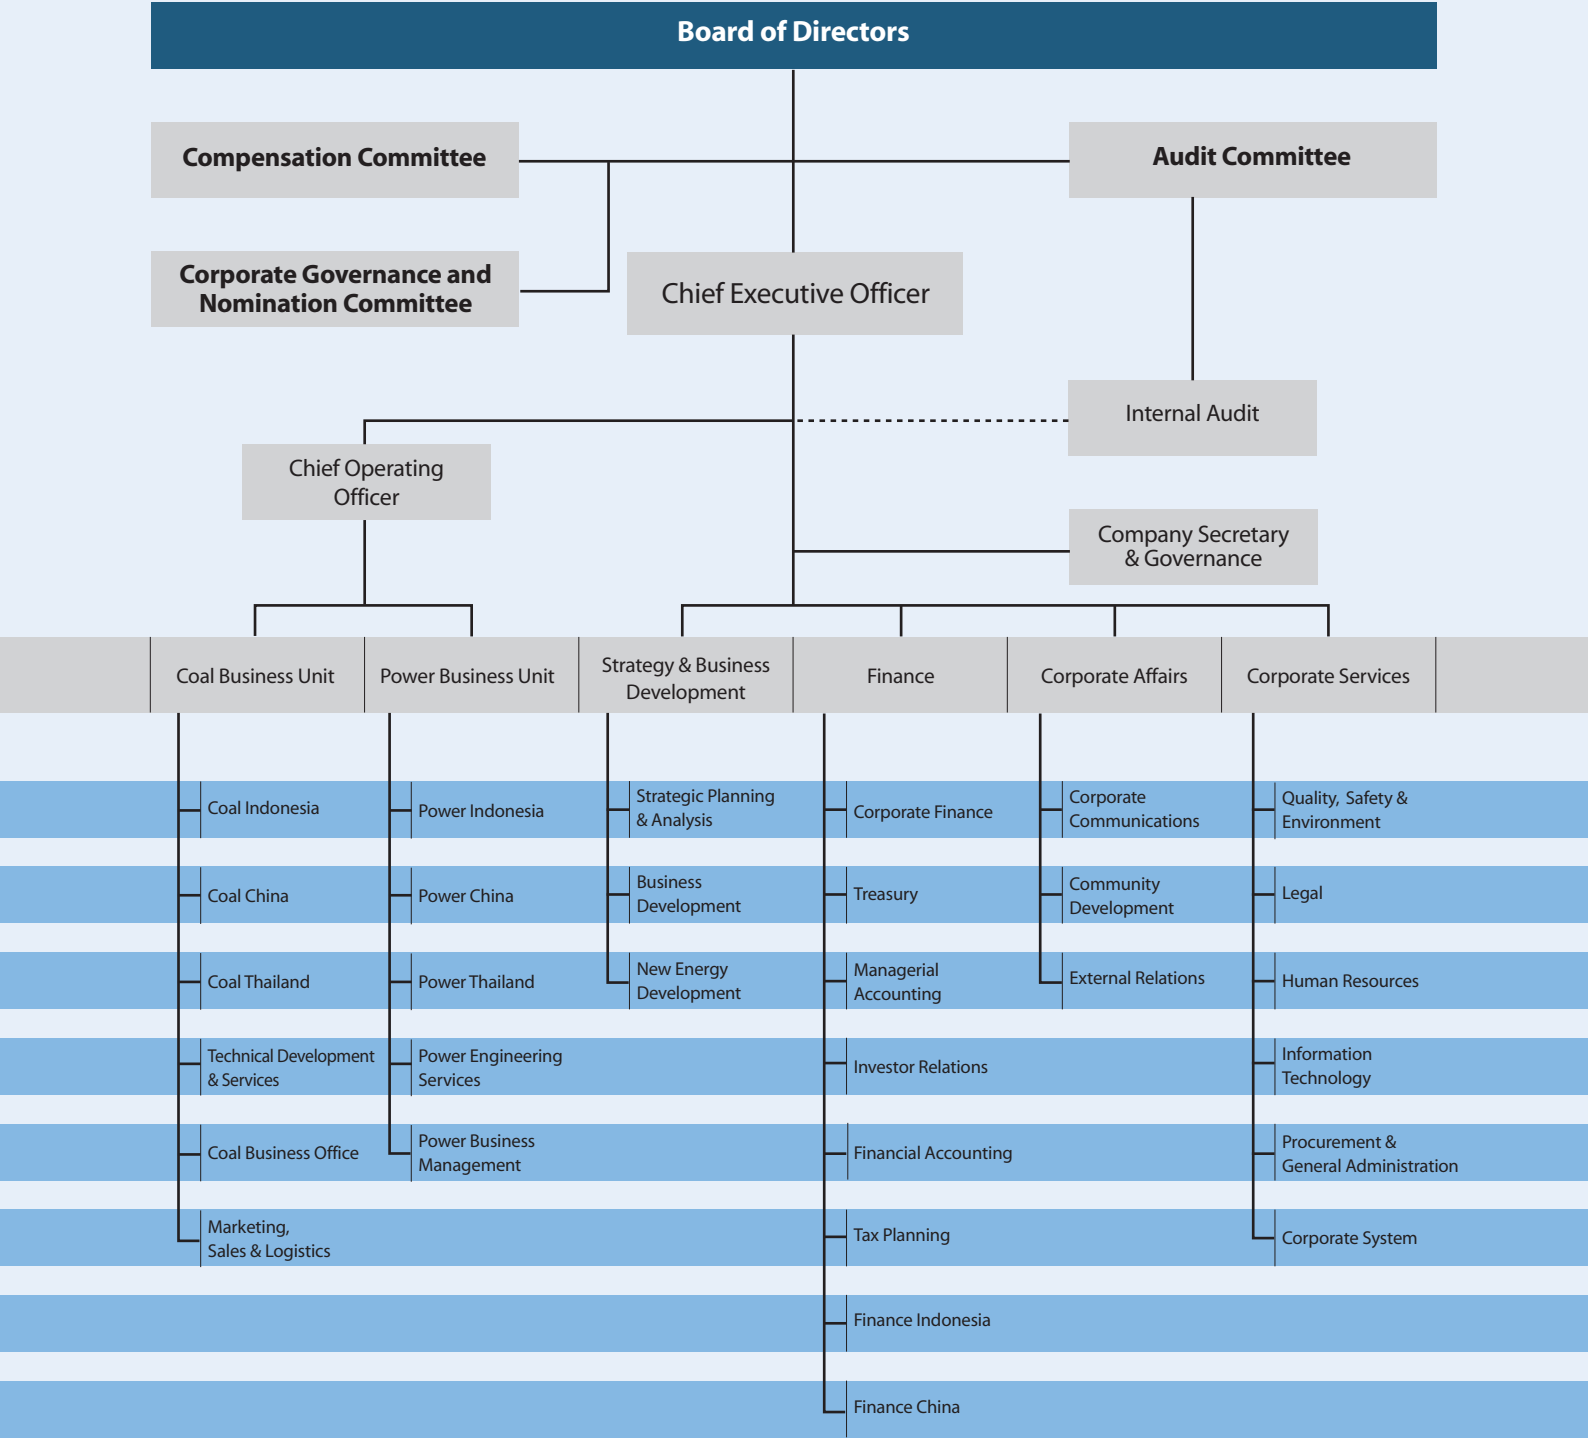 Board of Directors
Compensation Committee
Audit Committee
Corporate Governance and
Nomination Committee
Chief Executive Officer
Internal Audit
Chief Operating
Officer
Company Secretary
& Governance
Coal Business Unit
Power Business Unit
Strategy & Business
Development
Finance
Corporate Affairs
Corporate Services
Coal Indonesia
Coal China
Coal Thailand
Technical Development
& Services
Coal Business Office
Marketing,
Sales & Logistics
Power Indonesia
Power China
Power Thailand
Power Engineering
Services
Power Business
Management
Strategic Planning
& Analysis
Business
Development
New Energy
Development
Corporate Finance
Treasury
Managerial
Accounting
Investor Relations
Financial Accounting
Tax Planning
Finance Indonesia
Finance China
Corporate
Communications
Community
Development
External Relations
Quality, Safety &
Environment
Legal
Human Resources
Information
Technology
Procurement &
General Administration
Corporate System